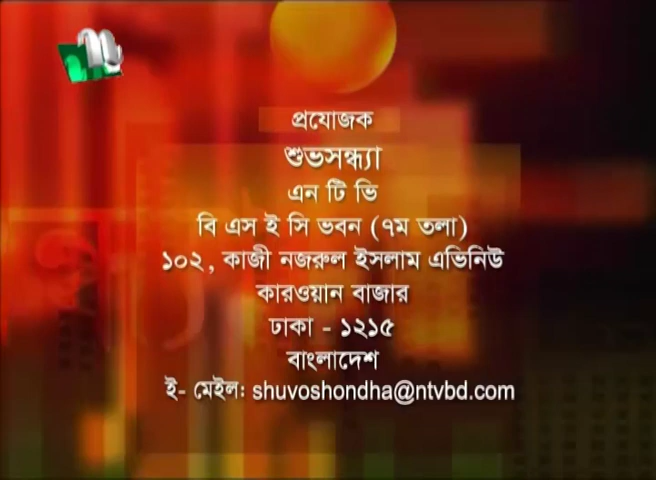 প্রযোজক
শুভসন্ধ্যা
এন টি ভি
বি এস ই সি ভবন (৭ম তলা)
১০২, কাজী নজরুল ইসলাম এভিনিউ
কারওয়ান বাজার
ঢাকা - ১২১৫
বাংলাদেশ
ই- মেইল: shuvoshondha@ntvbd.com